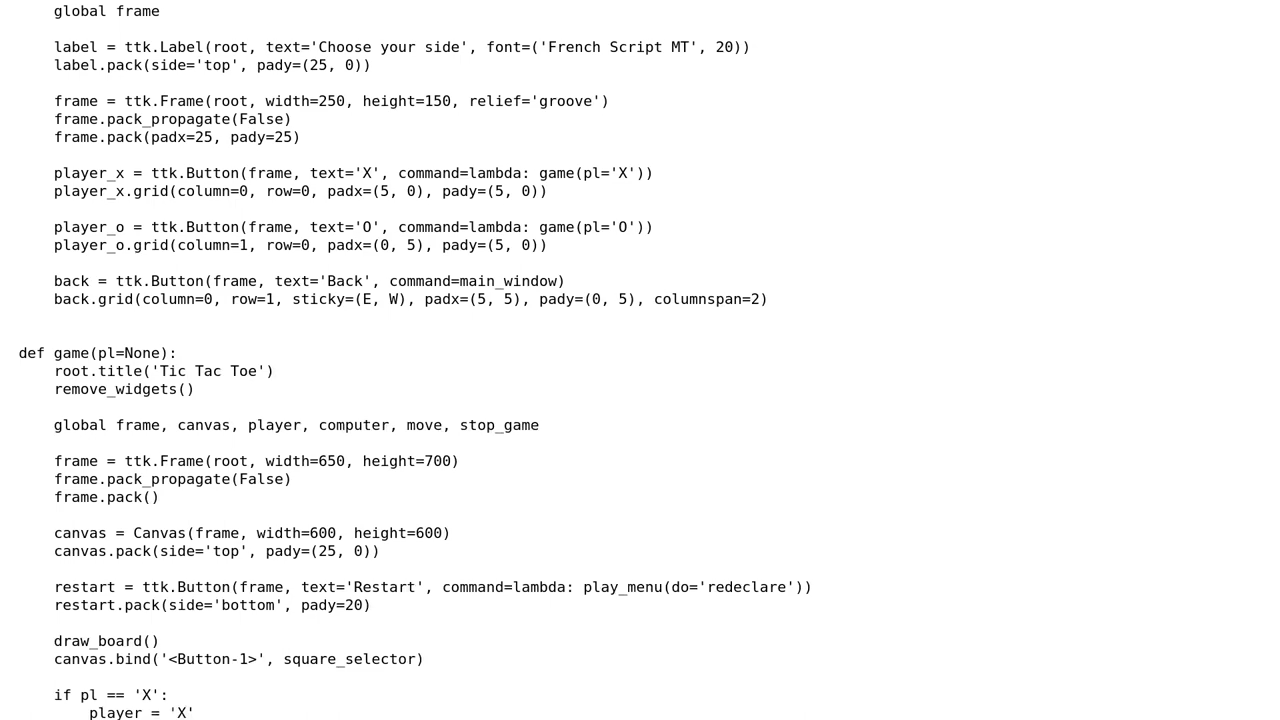 global frame

    label = ttk.Label(root, text='Choose your side', font=('French Script MT', 20))
    label.pack(side='top', pady=(25, 0))

    frame = ttk.Frame(root, width=250, height=150, relief='groove')
    frame.pack_propagate(False)
    frame.pack(padx=25, pady=25)

    player_x = ttk.Button(frame, text='X', command=lambda: game(pl='X'))
    player_x.grid(column=0, row=0, padx=(5, 0), pady=(5, 0))

    player_o = ttk.Button(frame, text='O', command=lambda: game(pl='O'))
    player_o.grid(column=1, row=0, padx=(0, 5), pady=(5, 0))

    back = ttk.Button(frame, text='Back', command=main_window)
    back.grid(column=0, row=1, sticky=(E, W), padx=(5, 5), pady=(0, 5), columnspan=2)


def game(pl=None):
    root.title('Tic Tac Toe')
    remove_widgets()

    global frame, canvas, player, computer, move, stop_game

    frame = ttk.Frame(root, width=650, height=700)
    frame.pack_propagate(False)
    frame.pack()

    canvas = Canvas(frame, width=600, height=600)
    canvas.pack(side='top', pady=(25, 0))

    restart = ttk.Button(frame, text='Restart', command=lambda: play_menu(do='redeclare'))
    restart.pack(side='bottom', pady=20)

    draw_board()
    canvas.bind('<Button-1>', square_selector)

    if pl == 'X':
        player = 'X'